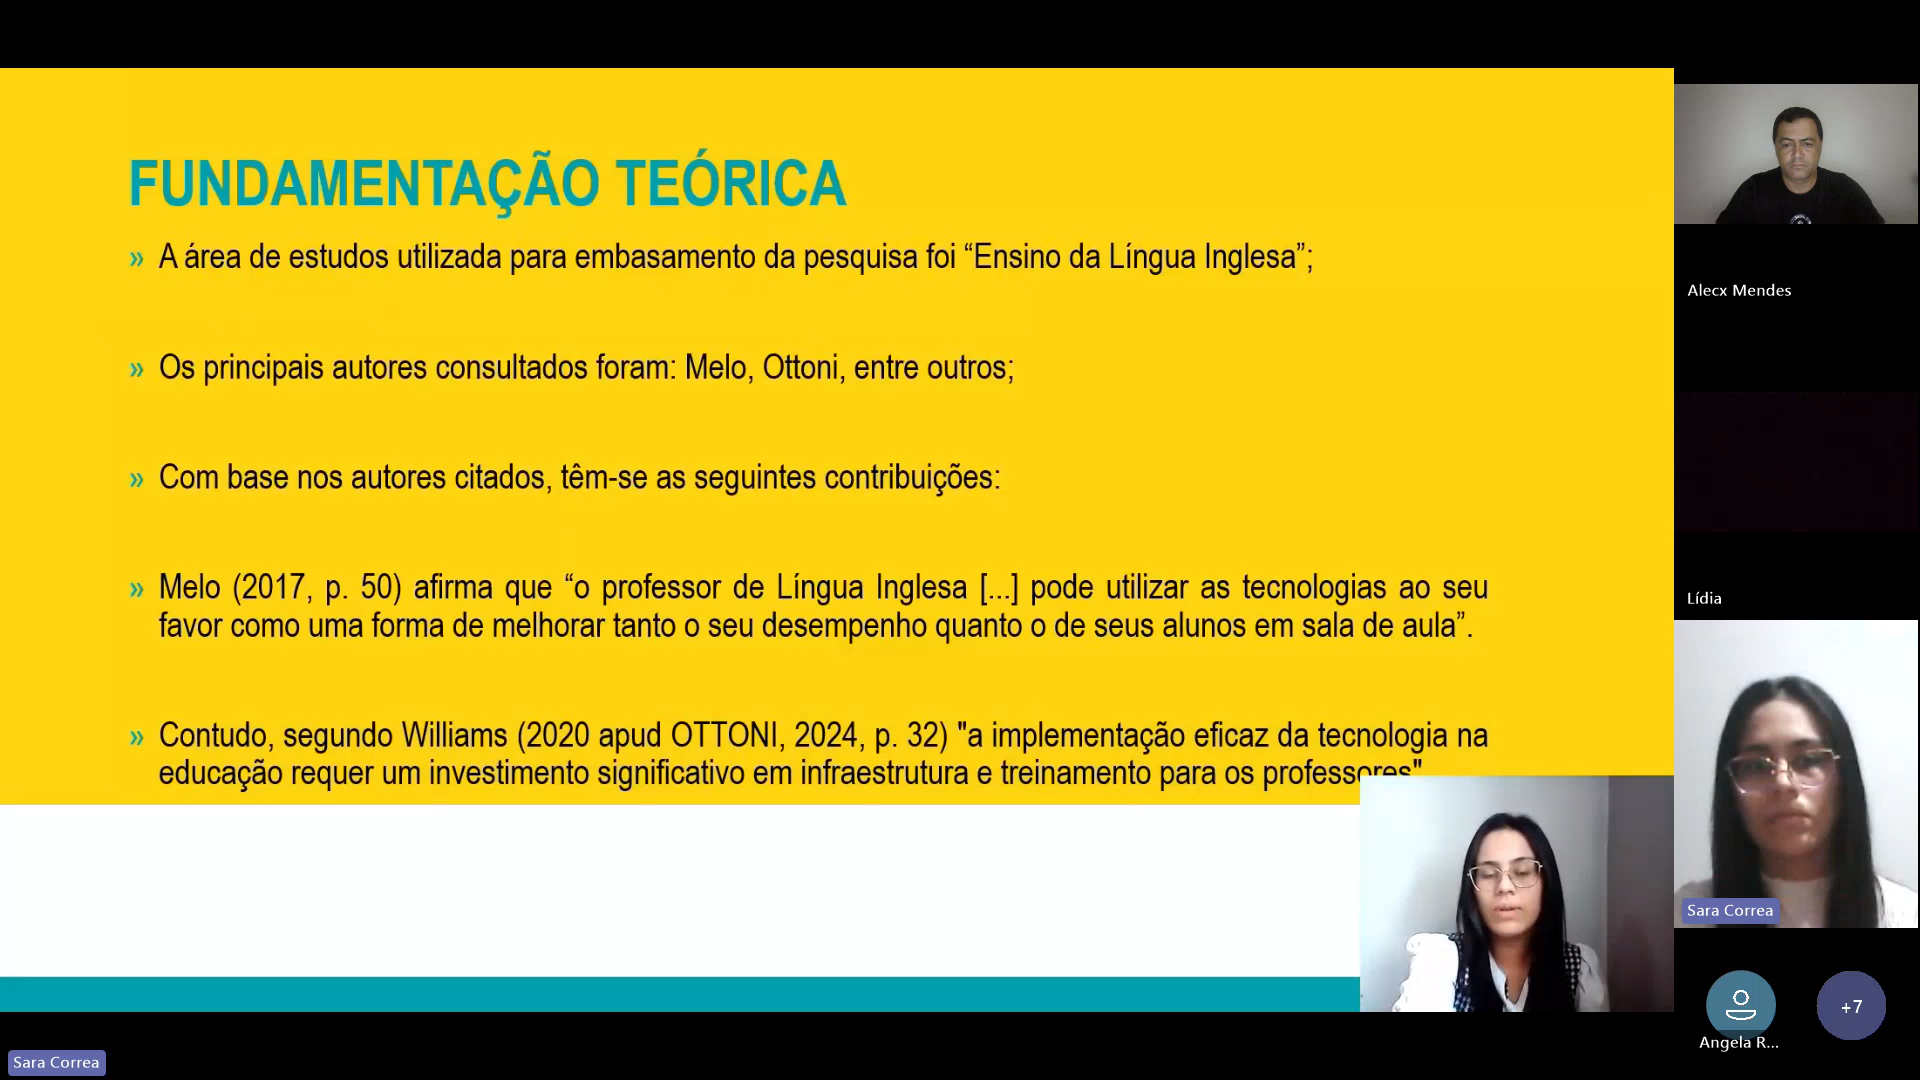 FUNDAMENTAÇÃO TEÓRICA
» A área de estudos utilizada para embasamento da pesquisa foi “Ensino da Língua Inglesa”;
» Os principais autores consultados foram: Melo, Ottoni, entre outros;
» Com base nos autores citados, têm-se as seguintes contribuições:
» Melo (2017, p. 50) afirma que “o professor de Língua Inglesa [...] pode utilizar as tecnologias ao seu
favor como uma forma de melhorar tanto o seu desempenho quanto o de seus alunos em sala de aula”.
» Contudo, segundo Williams (2020 apud OTTONI, 2024, p. 32) "a implementação eficaz da tecnologia na
educação requer um investimento significativo em infraestrutura e treinamento para os professores"
Alecx Mendes
Lídia
Sara Correa
+7
Angela R...
Sara Correa